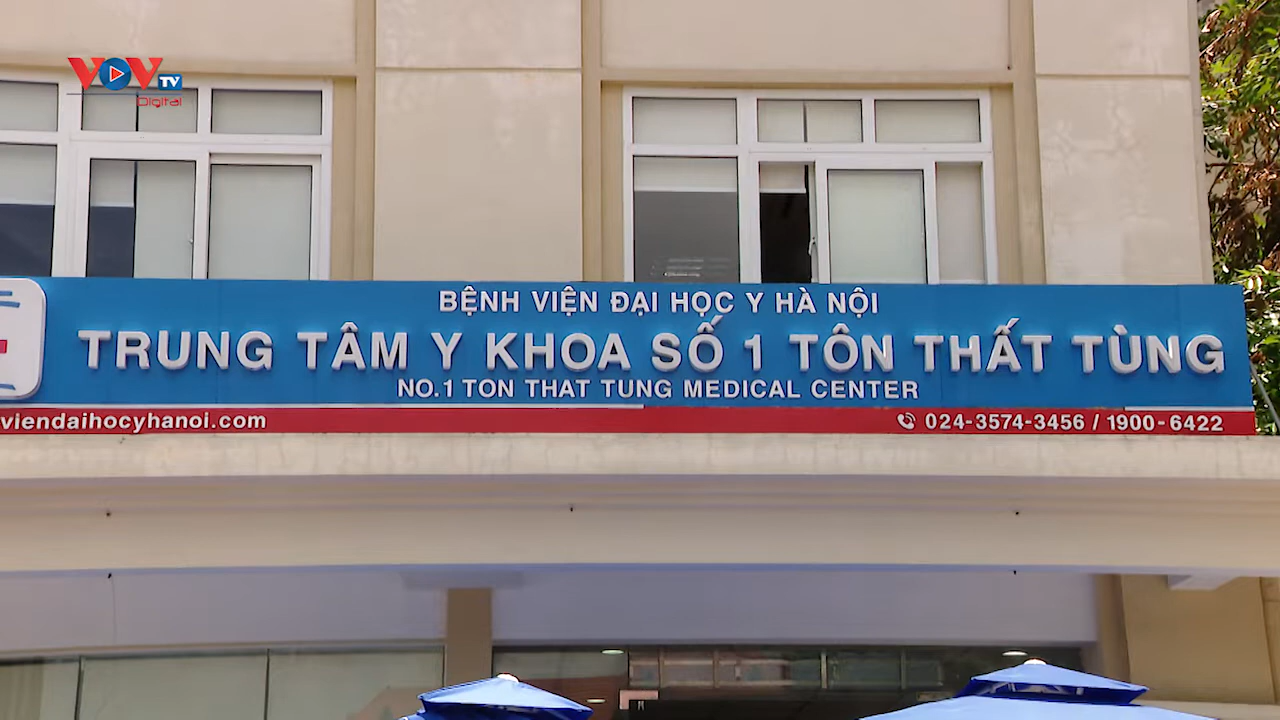 VOV TV
Digital
BỆNH VIỆN ĐẠI HỌC Y HÀ NỘI
TRUNG TÂM Y KHOA SỐ 1 TÔN THẤT TÙNG
NO.1 TON THAT TUNG MEDICAL CENTER
viendaihocyhanoi.com
024-3574-3456 / 1900-6422